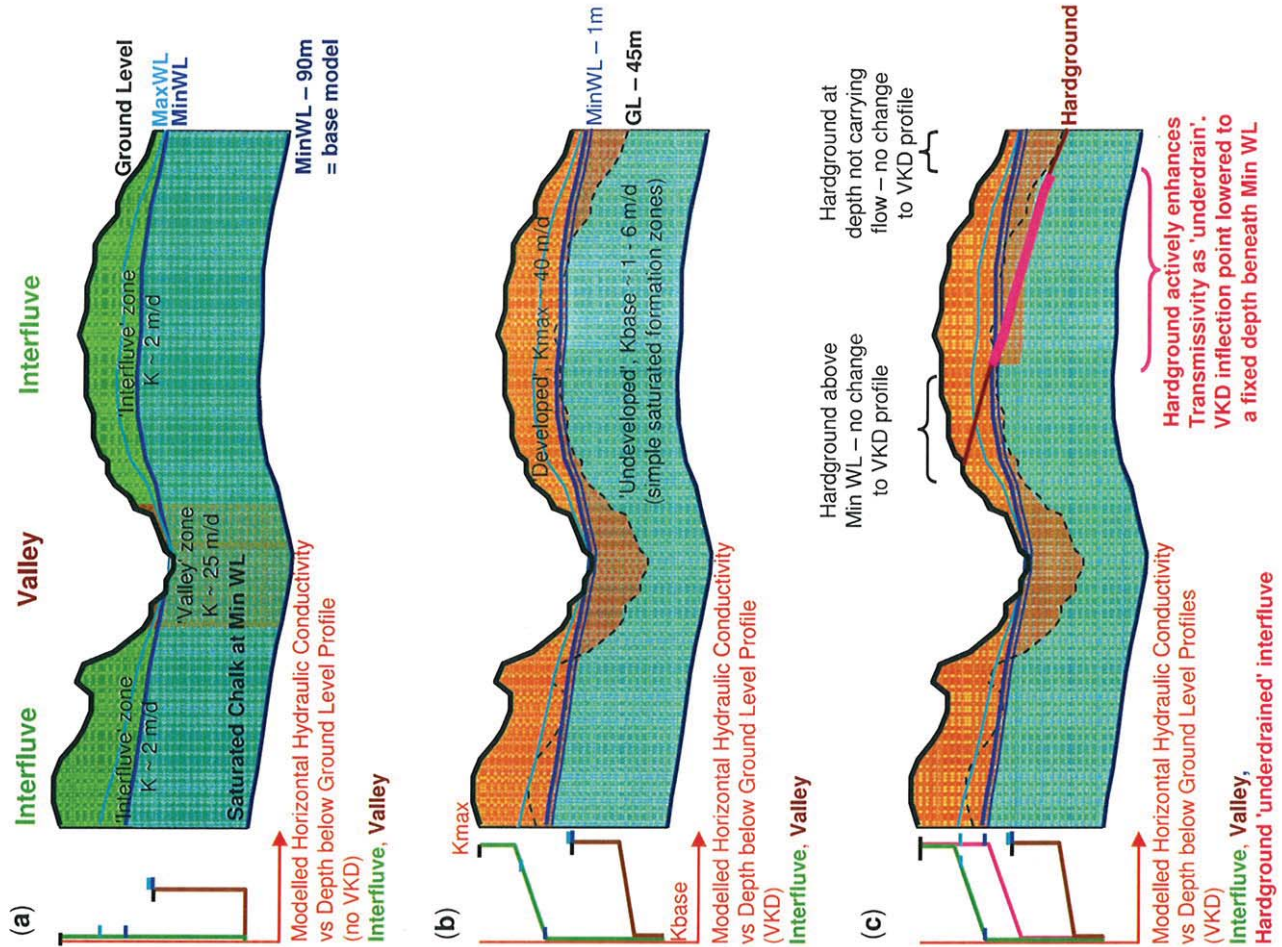 (a)
Interfluve
Valley
Interfluve
'Interfluve' zone
K ~ 2 m/d
'Valley' zone
K ~ 25 m/d
'Interfluve' zone
K ~ 2 m/d
Saturated Chalk at Min WL
Ground Level
MaxWL
MinWL
MinWL – 90m
= base model
Modelled Horizontal Hydraulic Conductivity
vs Depth below Ground Level Profile
(no VKD)
Interfluve, Valley
(b)
Kmax
Kbase
'Developed', Kmax ~ 40 m/d
'Undeveloped', Kbase ~ 1 - 6 m/d
(simple saturated formation zones)
MinWL – 1m
GL – 45m
Modelled Horizontal Hydraulic Conductivity
vs Depth below Ground Level Profile
(VKD)
Interfluve, Valley
(c)
Hardground above
Min WL – no change
to VKD profile
Hardground at
depth not carrying
flow – no change
to VKD profile
Hardground
Hardground actively enhances
Transmissivity as 'underdrain'.
VKD inflection point lowered to
a fixed depth beneath Min WL
Modelled Horizontal Hydraulic Conductivity
vs Depth below Ground Level Profiles
(VKD)
Interfluve, Valley,
Hardground 'underdrained' interfluve